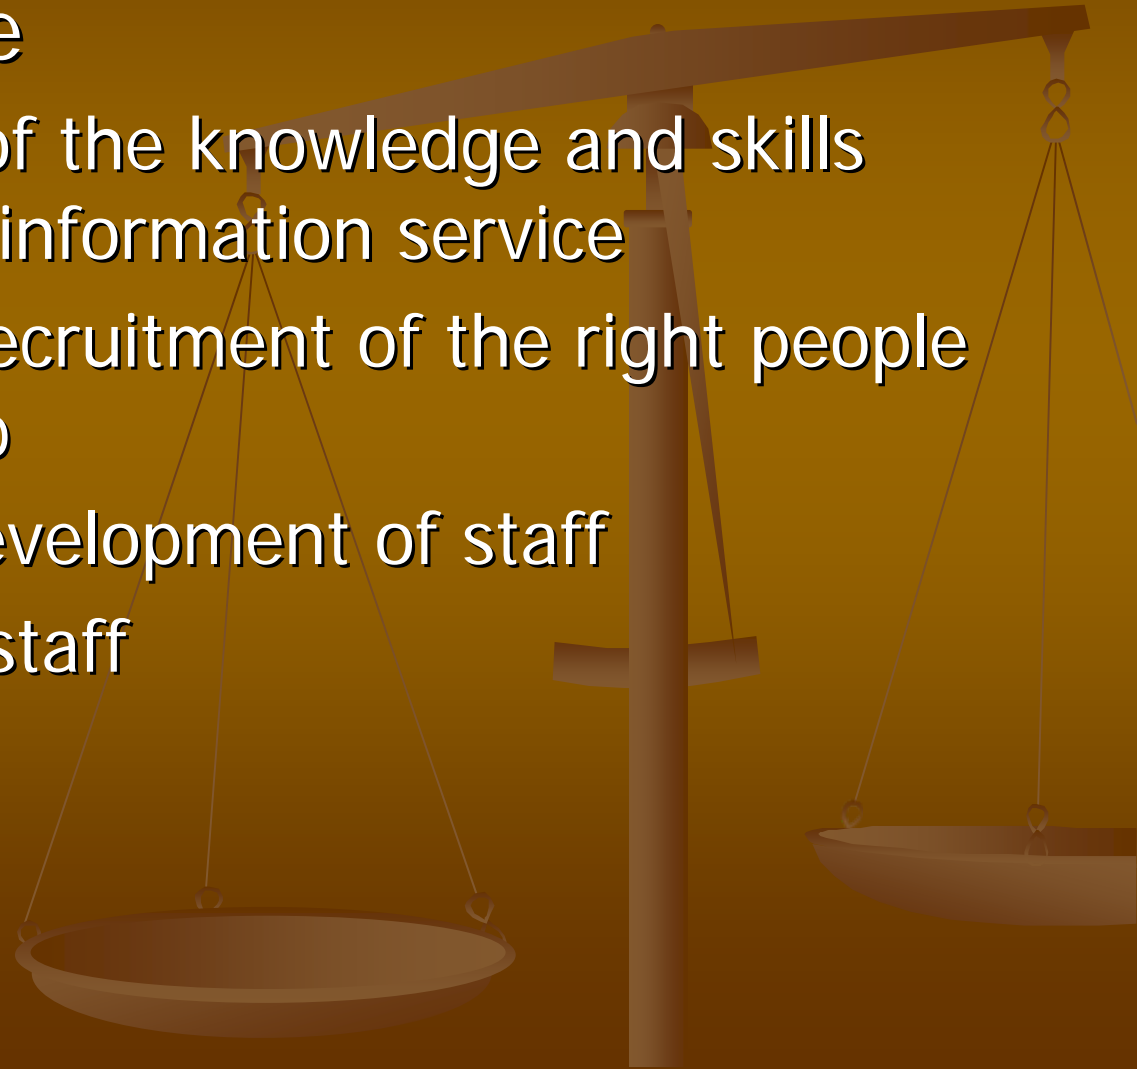 e
of the knowledge and skills
information service
ecruitment of the right people
evelopment of staff
staff